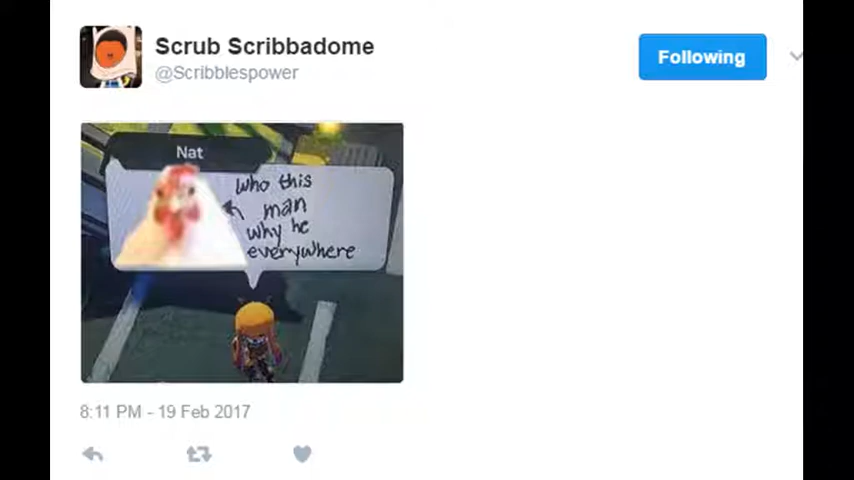 Scrub Scribbadome
@Scribblespower
Following
Nat
who this
man
why he
everywhere
8:11 PM - 19 Feb 2017